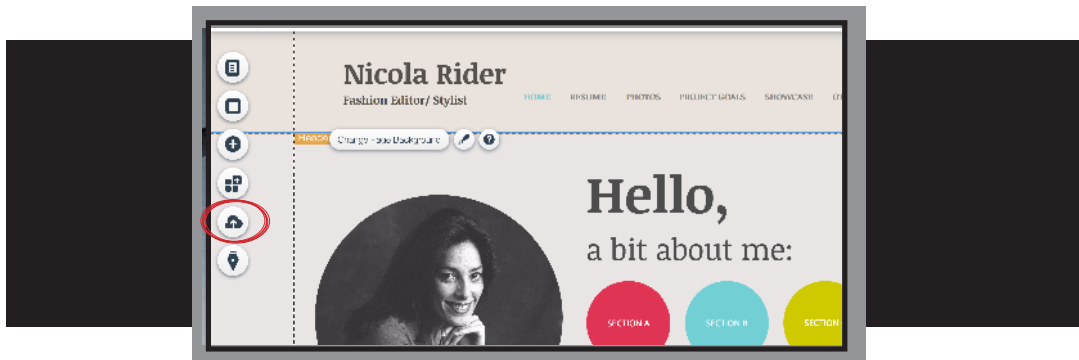 Nicola Rider
Fashion Editor/ Stylist
HOME RESUME PHOTOS PROJECT GOALS SHOWCASE
Heade
Change Background
Hello,
a bit about me:
SECTION A SECTION B SECTION